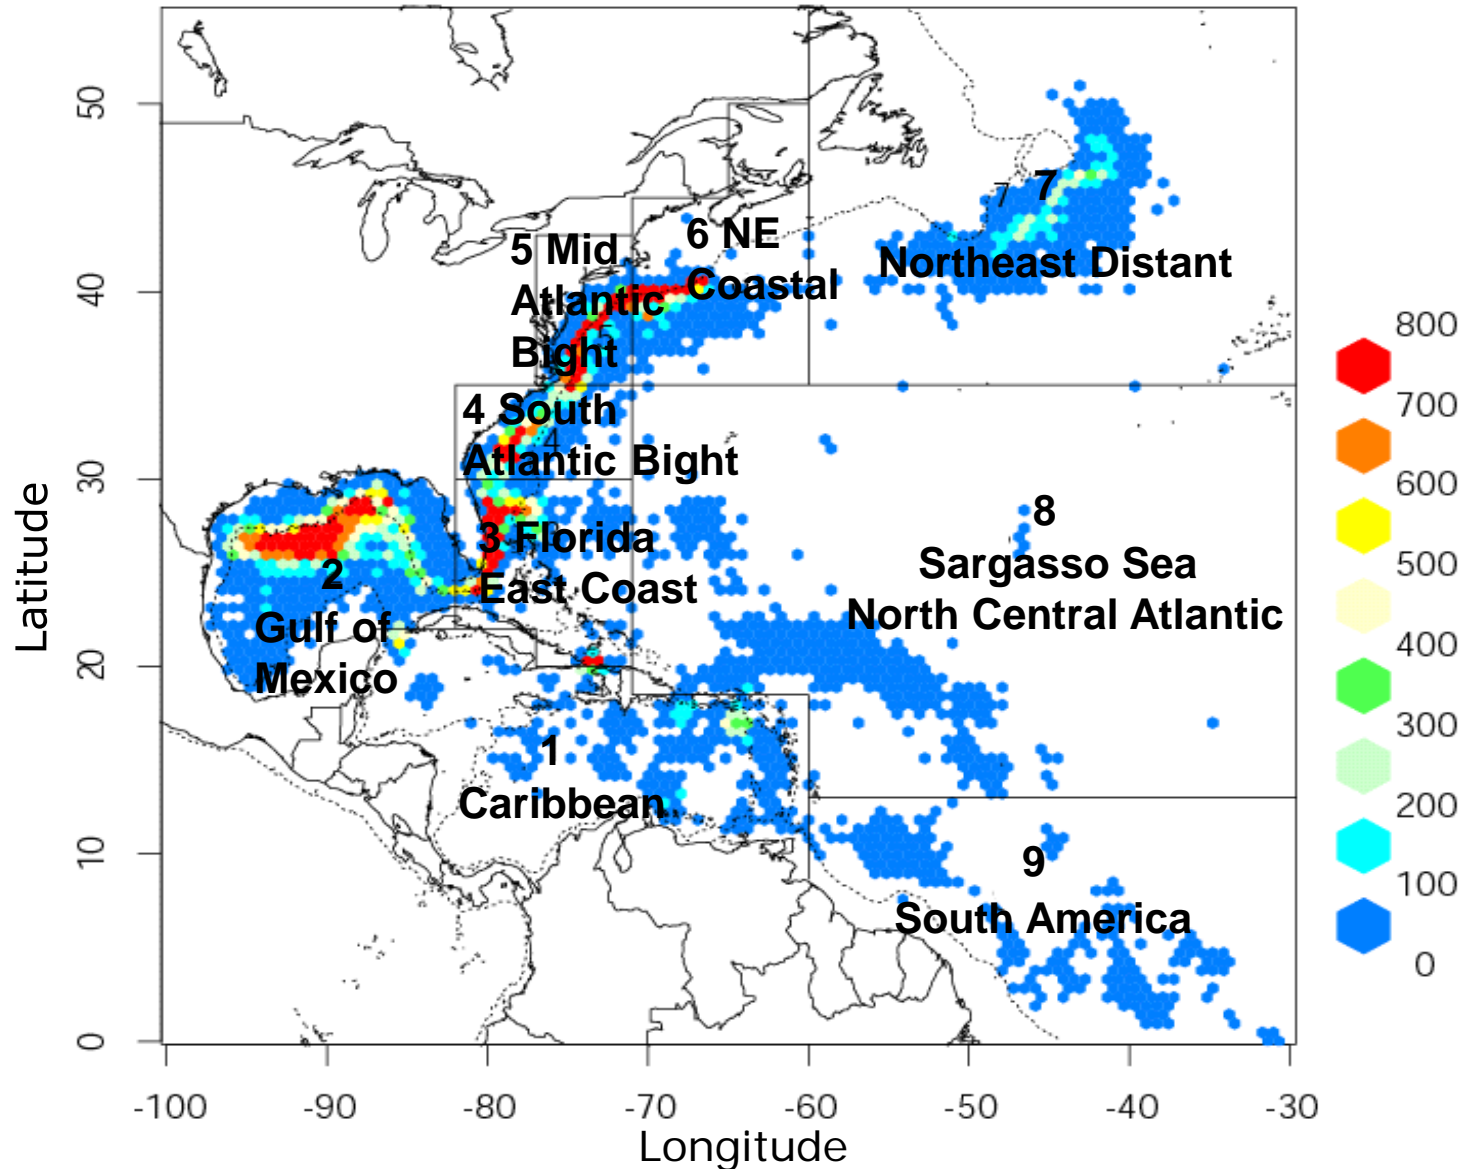 50
40
30
20
10
0
Latitude
-100
-90
-80
-70
-60
-50
-40
-30
Longitude
5 Mid
Atlantic
Bight
5
6 NE
Coastal
7
7
Northeast Distant
4 South
4
Atlantic Bight
3 Florida
East Coast
2
Gulf of
Mexico
1
Caribbean
8
Sargasso Sea
North Central Atlantic
9
South America
800
700
600
500
400
300
200
100
0